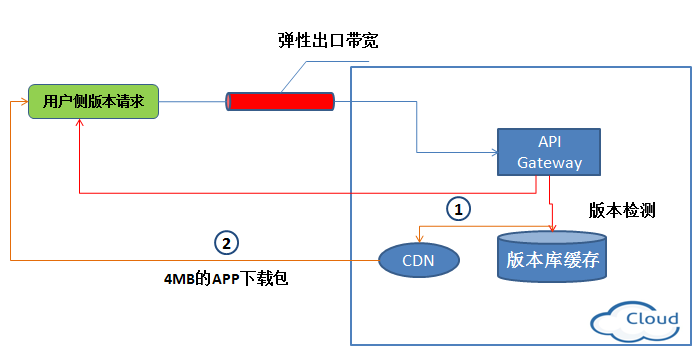 弹性出口带宽
用户侧版本请求
API
Gateway
①
版本检测
②
CDN
版本库缓存
4MB的APP下载包
Cloud